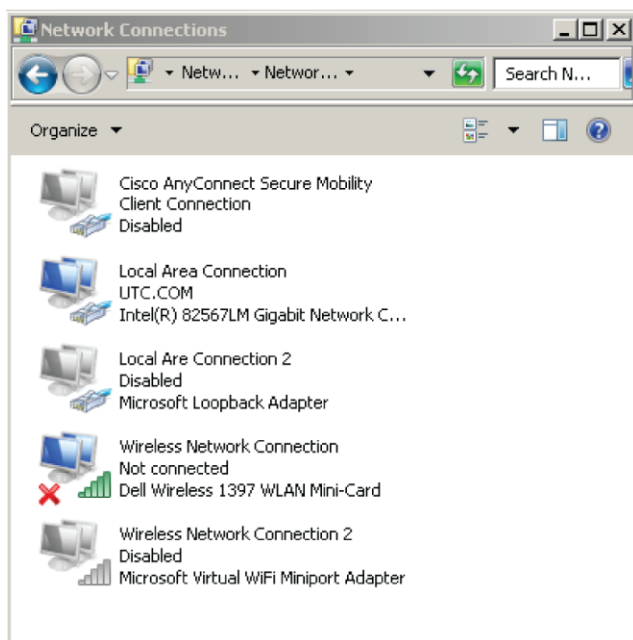 Network Connections
Netw... Networ...
Search N...
Organize
Cisco AnyConnect Secure Mobility
Client Connection
Disabled
Local Area Connection
UTC.COM
Intel(R) 82567LM Gigabit Network C...
Local Are Connection 2
Disabled
Microsoft Loopback Adapter
Wireless Network Connection
Not connected
Dell Wireless 1397 WLAN Mini-Card
Wireless Network Connection 2
Disabled
Microsoft Virtual WiFi Miniport Adapter